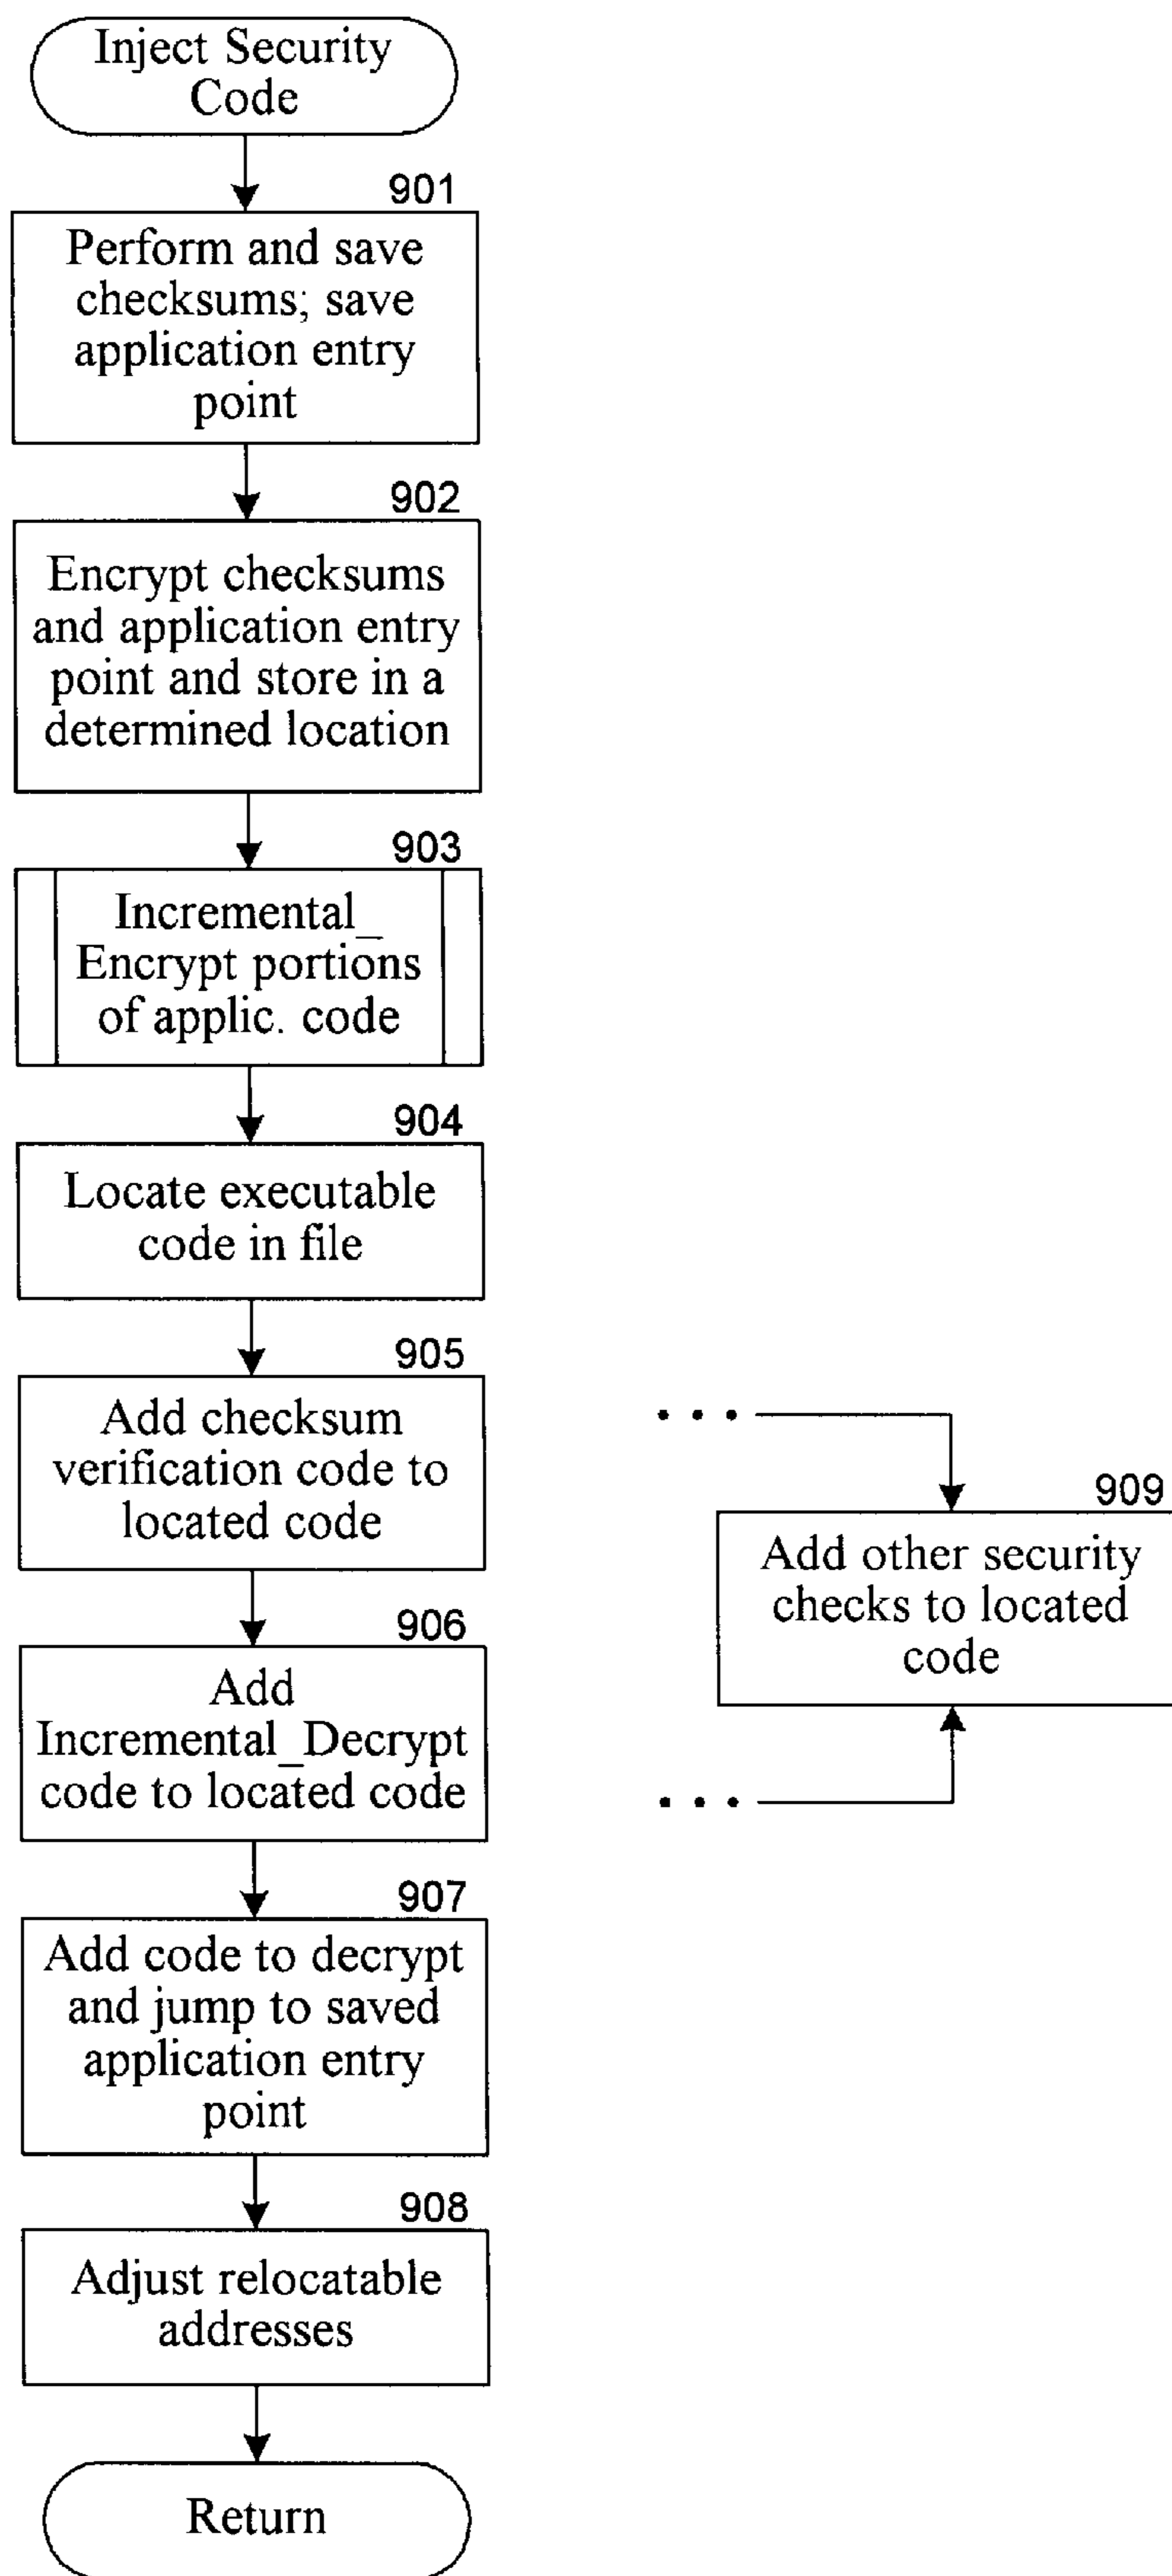 Inject Security
Code
901
Perform and save
checksums; save
application entry
point
902
Encrypt checksums
and application entry
point and store in a
determined location
903
Incremental_
Encrypt portions
of applic. code
904
Locate executable
code in file
905
Add checksum
verification code to
located code
906
Add
Incremental_Decrypt
code to located code
907
Add code to decrypt
and jump to saved
application entry
point
908
Adjust relocatable
addresses
Return
. . .
909
Add other security
checks to located
code
. . .